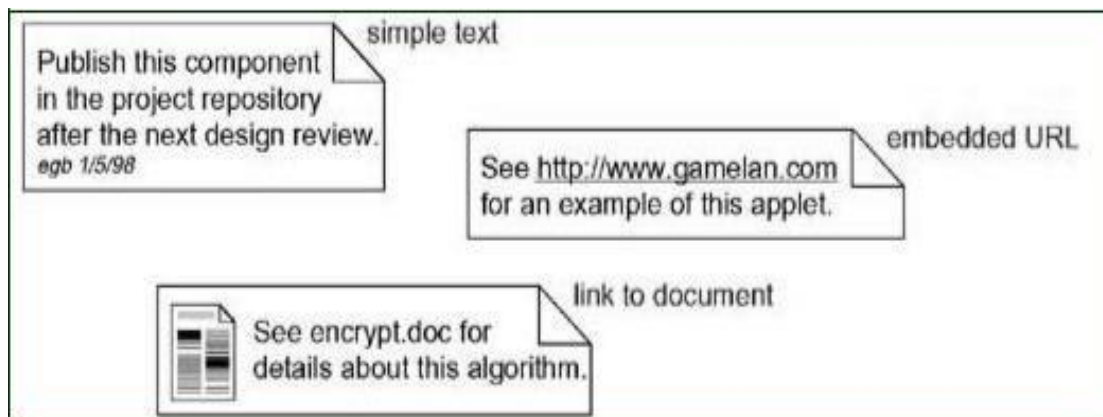 simple text
Publish this component
in the project repository
after the next design review.
egb 1/5/98
embedded URL
See http://www.gamelan.com
for an example of this applet.
link to document
See encrypt.doc for
details about this algorithm.